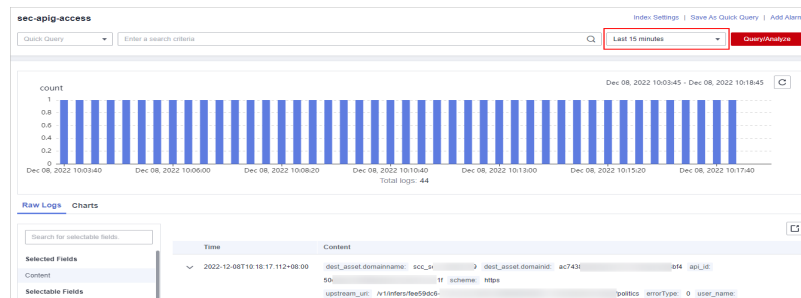 sec-apig-access
Index Settings | Save As Quick Query | Add Alarm
Quick Query Enter a search criteria Last 15 minutes Query/Analyze
Dec 08, 2022 10:03:45 - Dec 08, 2022 10:18:45
count
1
0.8
0.6
0.4
0.2
0
Dec 08, 2022 10:03:40 Dec 08, 2022 10:06:00 Dec 08, 2022 10:08:20 Dec 08, 2022 10:10:40 Dec 08, 2022 10:13:00 Dec 08, 2022 10:15:20 Dec 08, 2022 10:17:40
Total logs: 44
Raw Logs Charts
Search for selectable fields.
Time Content
Selected Fields
2022-12-08T10:18:17.112+08:00 dest_asset.domainname: dest_asset.domainid: bf4 api_id:
Content
1f scheme: https
Selectable Fields
upstream_uri: /v1/infers/fee59dc6- /politics errorType: 0 user_name: